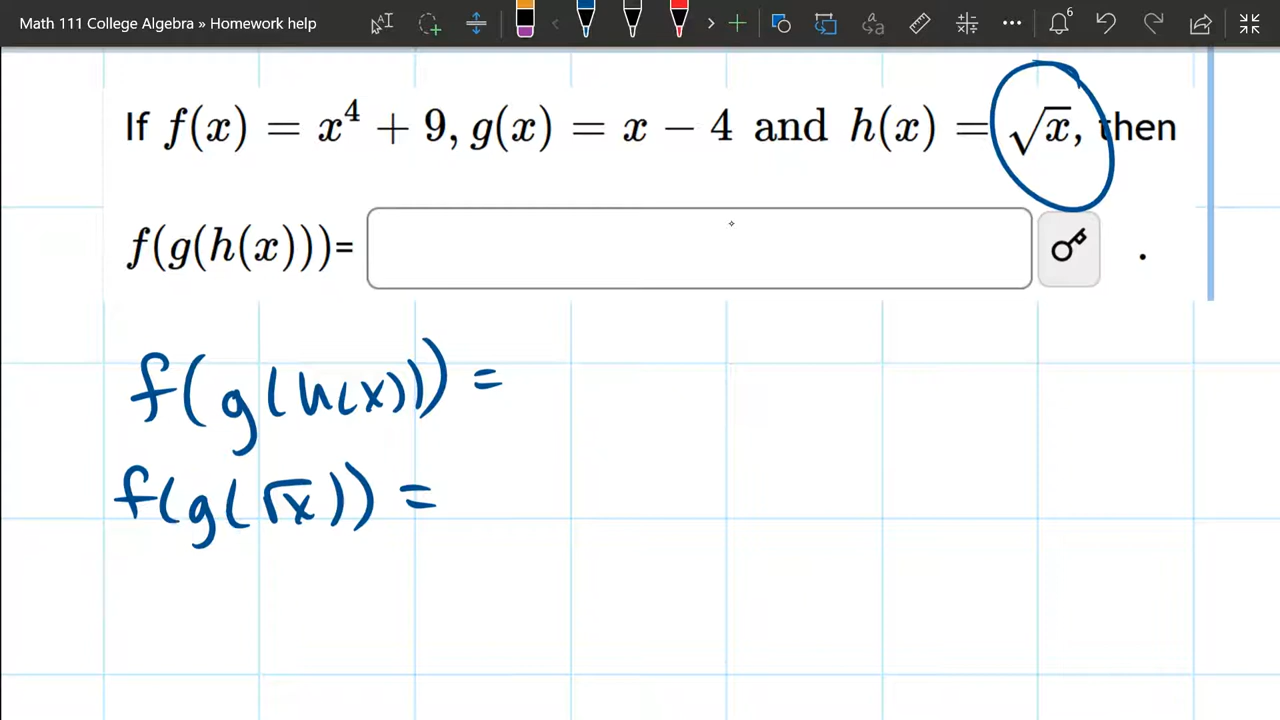 Math 111 College Algebra » Homework help
6
If f(x) = x⁴ + 9, g(x) = x − 4 and h(x) = √x, then
f(g(h(x)))= .
f(g(h(x))) =
f(g(√x)) =